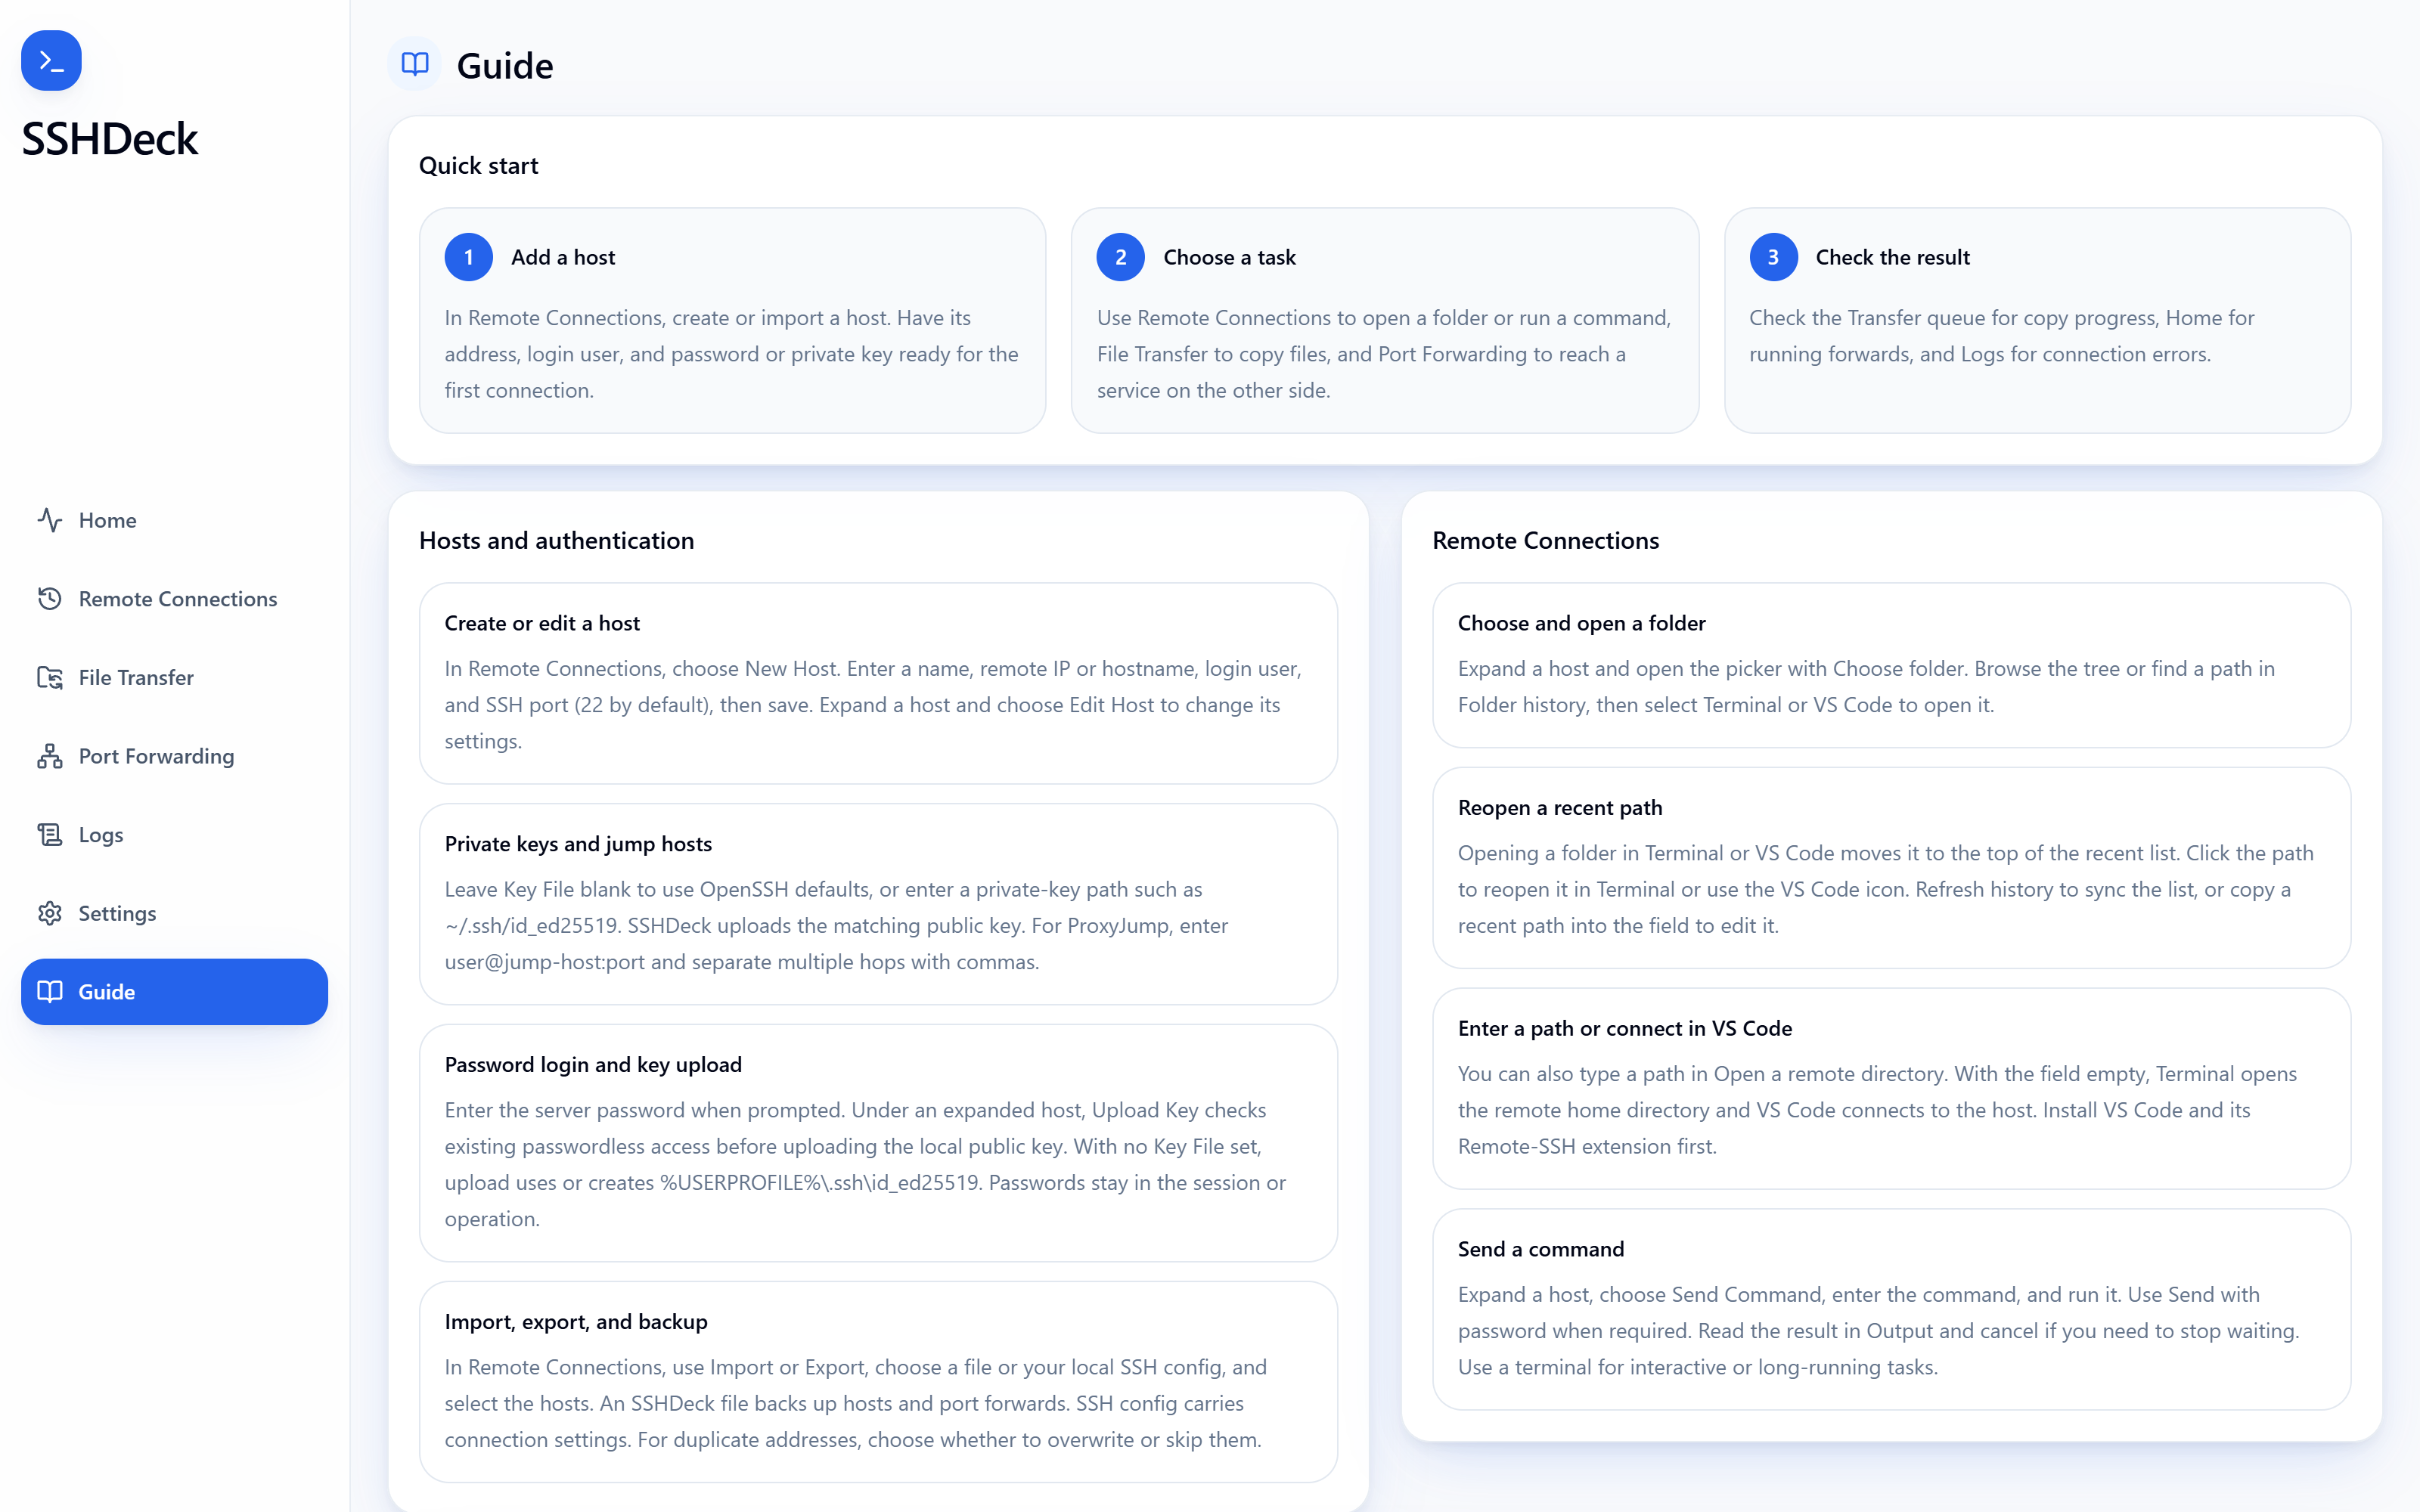 SSHDeck
Home
Remote Connections
File Transfer
Port Forwarding
Logs
Settings
Guide
Guide
Quick start
1
Add a host
In Remote Connections, create or import a host. Have its
address, login user, and password or private key ready for the
first connection.
2
Choose a task
Use Remote Connections to open a folder or run a command,
File Transfer to copy files, and Port Forwarding to reach a
service on the other side.
3
Check the result
Check the Transfer queue for copy progress, Home for
running forwards, and Logs for connection errors.
Hosts and authentication
Create or edit a host
In Remote Connections, choose New Host. Enter a name, remote IP or hostname, login user,
and SSH port (22 by default), then save. Expand a host and choose Edit Host to change its
settings.
Private keys and jump hosts
Leave Key File blank to use OpenSSH defaults, or enter a private-key path such as
~/.ssh/id_ed25519. SSHDeck uploads the matching public key. For ProxyJump, enter
user@jump-host:port and separate multiple hops with commas.
Password login and key upload
Enter the server password when prompted. Under an expanded host, Upload Key checks
existing passwordless access before uploading the local public key. With no Key File set,
upload uses or creates %USERPROFILE%\.ssh\id_ed25519. Passwords stay in the session or
operation.
Import, export, and backup
In Remote Connections, use Import or Export, choose a file or your local SSH config, and
select the hosts. An SSHDeck file backs up hosts and port forwards. SSH config carries
connection settings. For duplicate addresses, choose whether to overwrite or skip them.
Remote Connections
Choose and open a folder
Expand a host and open the picker with Choose folder. Browse the tree or find a path in
Folder history, then select Terminal or VS Code to open it.
Reopen a recent path
Opening a folder in Terminal or VS Code moves it to the top of the recent list. Click the path
to reopen it in Terminal or use the VS Code icon. Refresh history to sync the list, or copy a
recent path into the field to edit it.
Enter a path or connect in VS Code
You can also type a path in Open a remote directory. With the field empty, Terminal opens
the remote home directory and VS Code connects to the host. Install VS Code and its
Remote-SSH extension first.
Send a command
Expand a host, choose Send Command, enter the command, and run it. Use Send with
password when required. Read the result in Output and cancel if you need to stop waiting.
Use a terminal for interactive or long-running tasks.